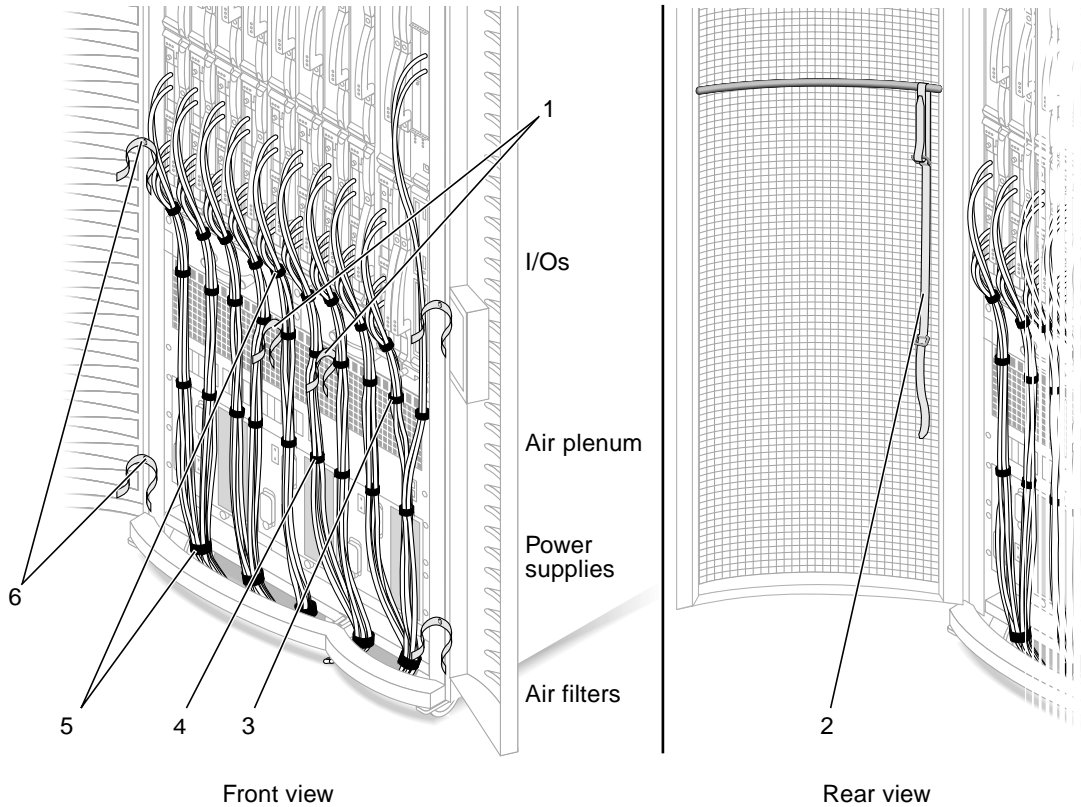 1
I/Os
Air plenum
Power
supplies
6
Air filters
5
4
3
2
Front view
Rear view